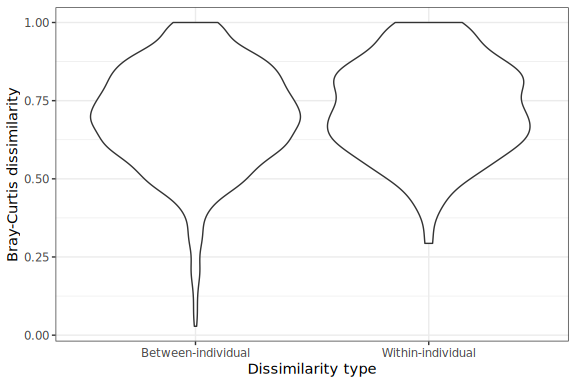 Bray-Curtis dissimilarity
1.00
0.75
0.50
0.25
0.00
Between-individual
Within-individual
Dissimilarity type